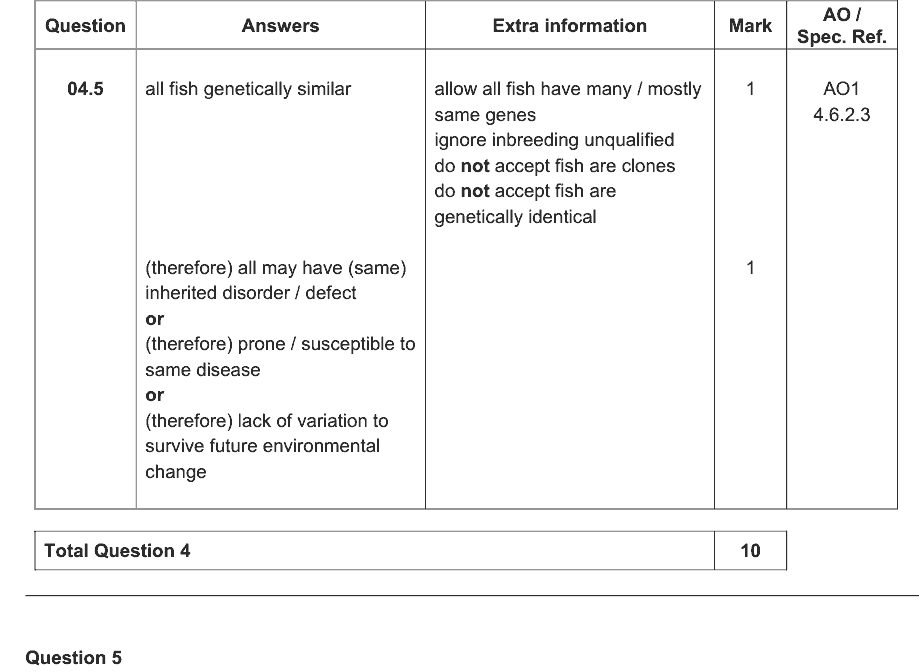 Question Answers Extra information Mark AO /
Spec. Ref.
04.5 all fish genetically similar allow all fish have many / mostly 1 AO1
same genes 4.6.2.3
ignore inbreeding unqualified
do not accept fish are clones
do not accept fish are
genetically identical
(therefore) all may have (same) 1
inherited disorder / defect
or
(therefore) prone / susceptible to
same disease
or
(therefore) lack of variation to
survive future environmental
change
Total Question 4 10
Question 5